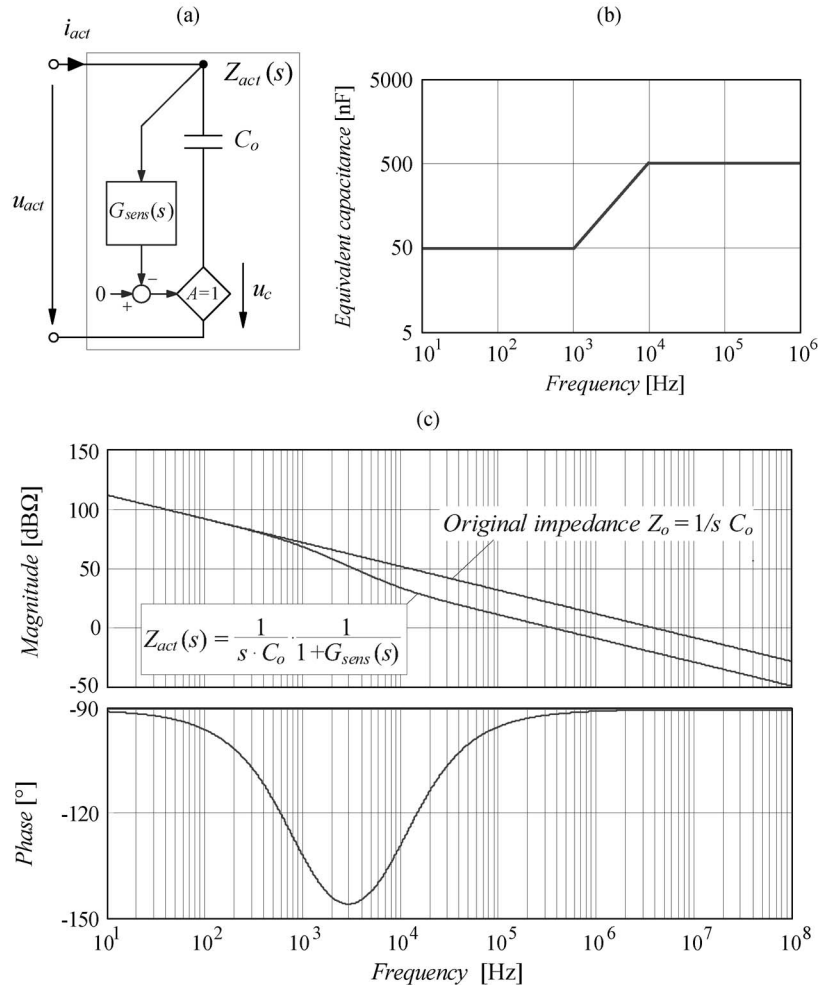 (a)
i_act
Z_act(s)
C_o
u_act
G_sens(s)
−
0
+
A=1
u_c
(b)
Equivalent capacitance [nF]
5000
500
50
5
10^1 10^2 10^3 10^4 10^5 10^6
Frequency [Hz]
(c)
Magnitude [dBΩ]
150
100
50
0
-50
Original impedance Z_o = 1/s C_o
Z_act(s) = 1/(s · C_o) · 1/(1+G_sens(s))
Phase [°]
-90
-120
-150
10^1 10^2 10^3 10^4 10^5 10^6 10^7 10^8
Frequency [Hz]